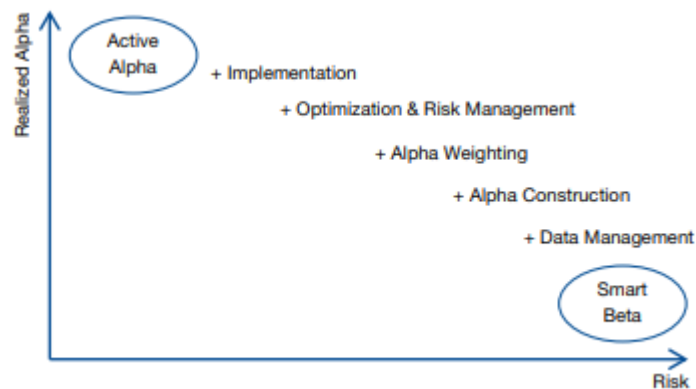 Realized Alpha
Active
Alpha
+ Implementation
+ Optimization & Risk Management
+ Alpha Weighting
+ Alpha Construction
+ Data Management
Smart
Beta
Risk